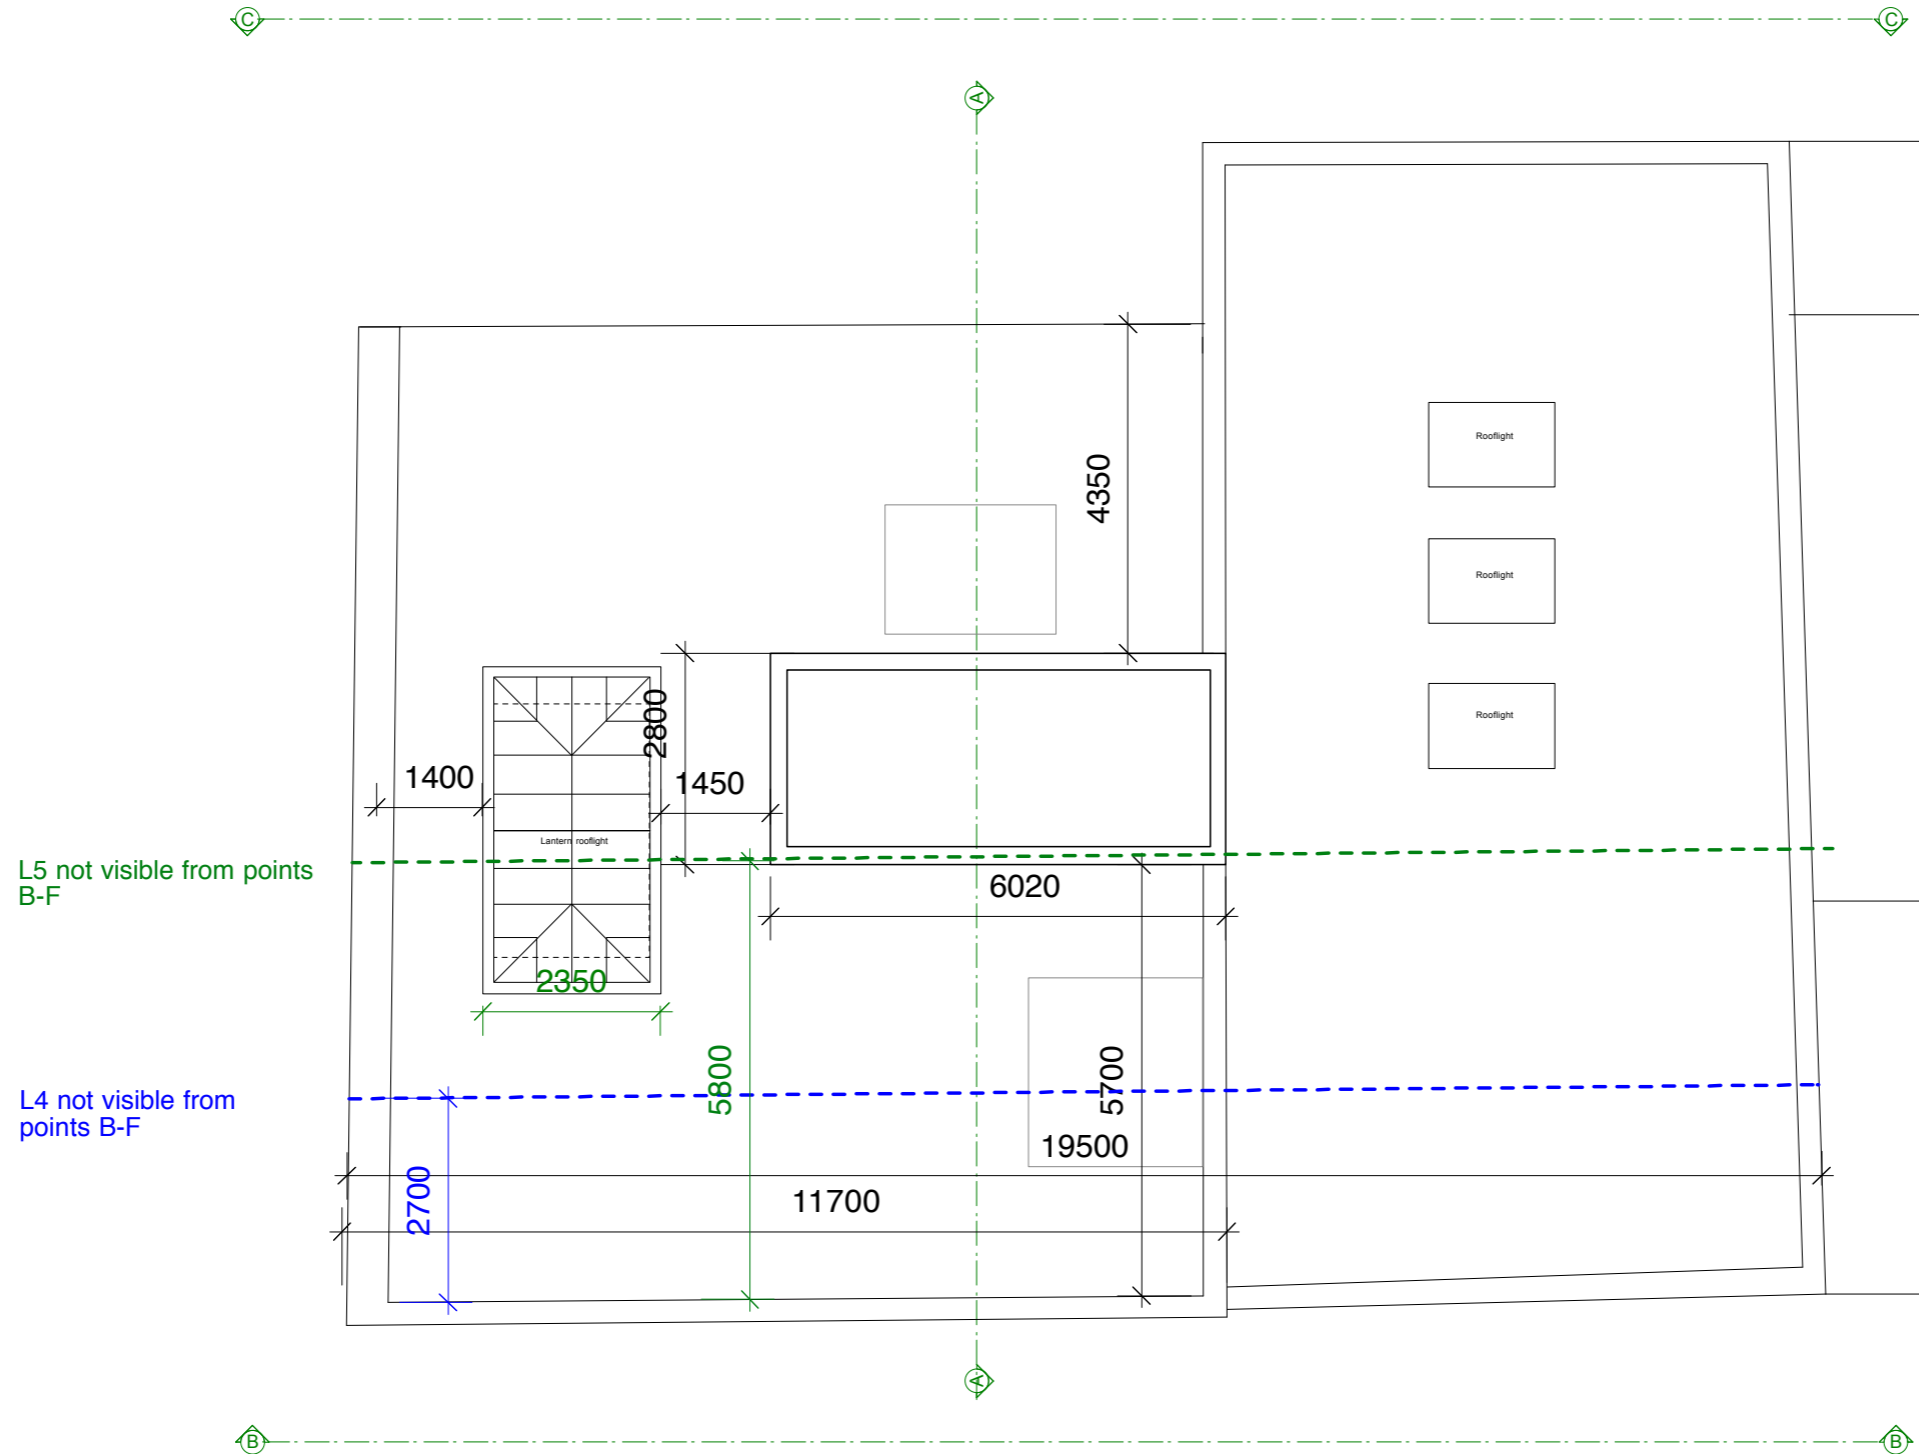 C
C
A
Rooflight
4350
Rooflight
2800
Rooflight
1400
1450
Lantern rooflight
L5 not visible from points
B-F
6020
2350
5800
5700
L4 not visible from
points B-F
19500
2700
11700
A
B
B